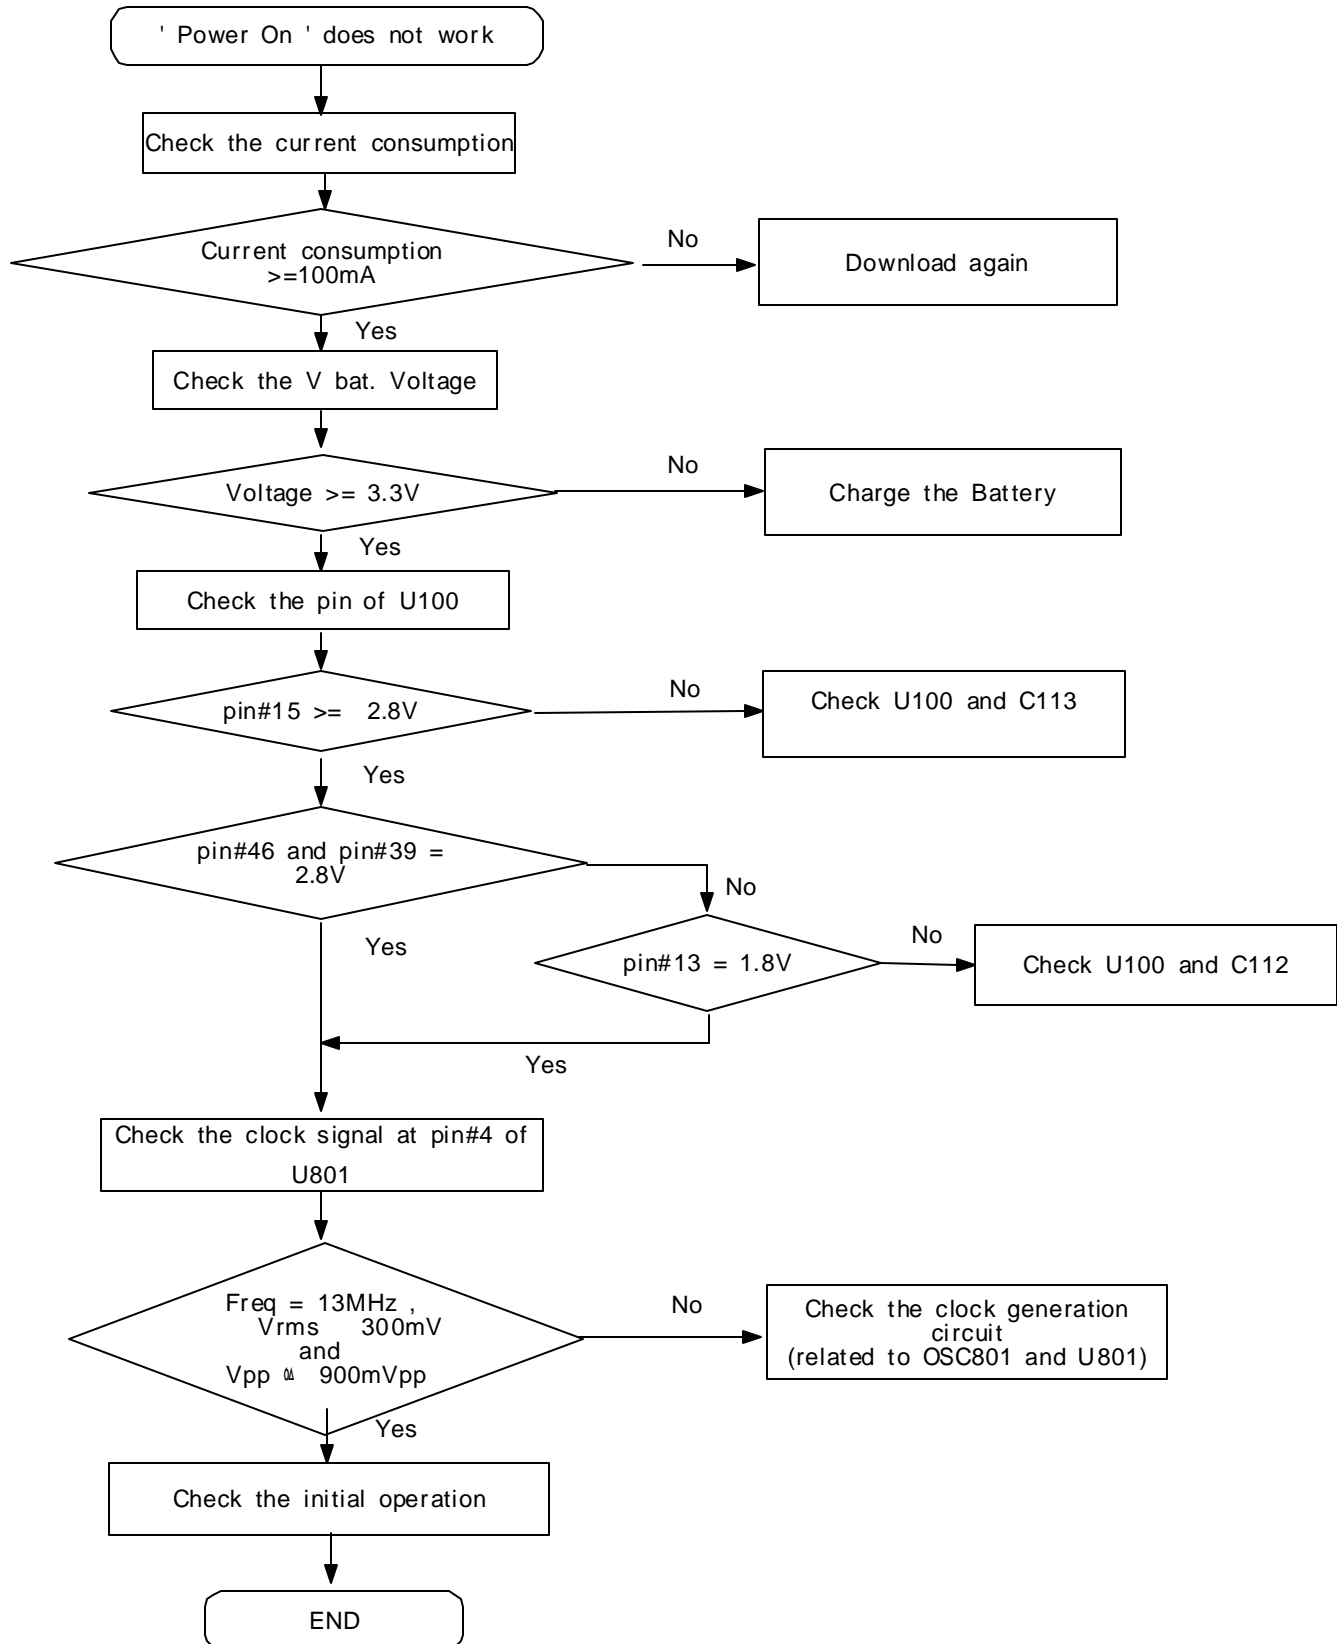 ' Power On ' does not work
Check the current consumption
Current consumption
>=100mA
No
Download again
Yes
Check the V bat. Voltage
Voltage >= 3.3V
No
Charge the Battery
Yes
Check the pin of U100
pin#15 >= 2.8V
No
Check U100 and C113
Yes
pin#46 and pin#39 =
2.8V
No
Yes
pin#13 = 1.8V
No
Check U100 and C112
Yes
Check the clock signal at pin#4 of
U801
Freq = 13MHz ,
Vrms 300mV
and
Vpp 900mVpp
No
Check the clock generation
circuit
(related to OSC801 and U801)
Yes
Check the initial operation
END